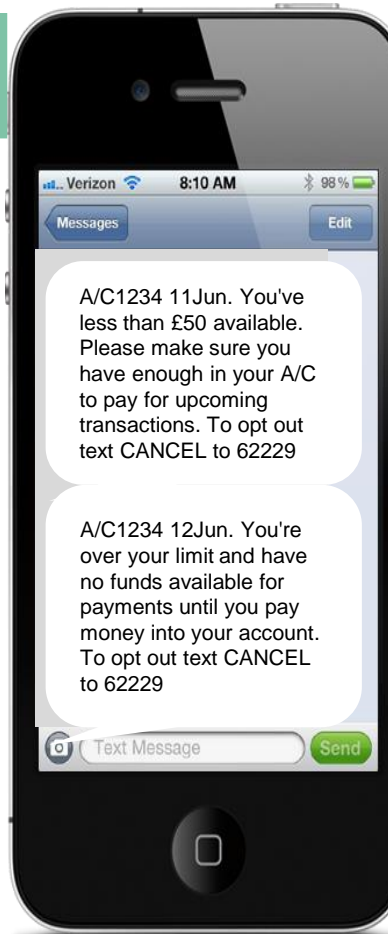 Verizon 8:10 AM 98%
Messages Edit
A/C1234 11Jun. You've
less than £50 available.
Please make sure you
have enough in your A/C
to pay for upcoming
transactions. To opt out
text CANCEL to 62229
A/C1234 12Jun. You're
over your limit and have
no funds available for
payments until you pay
money into your account.
To opt out text CANCEL
to 62229
Text Message Send